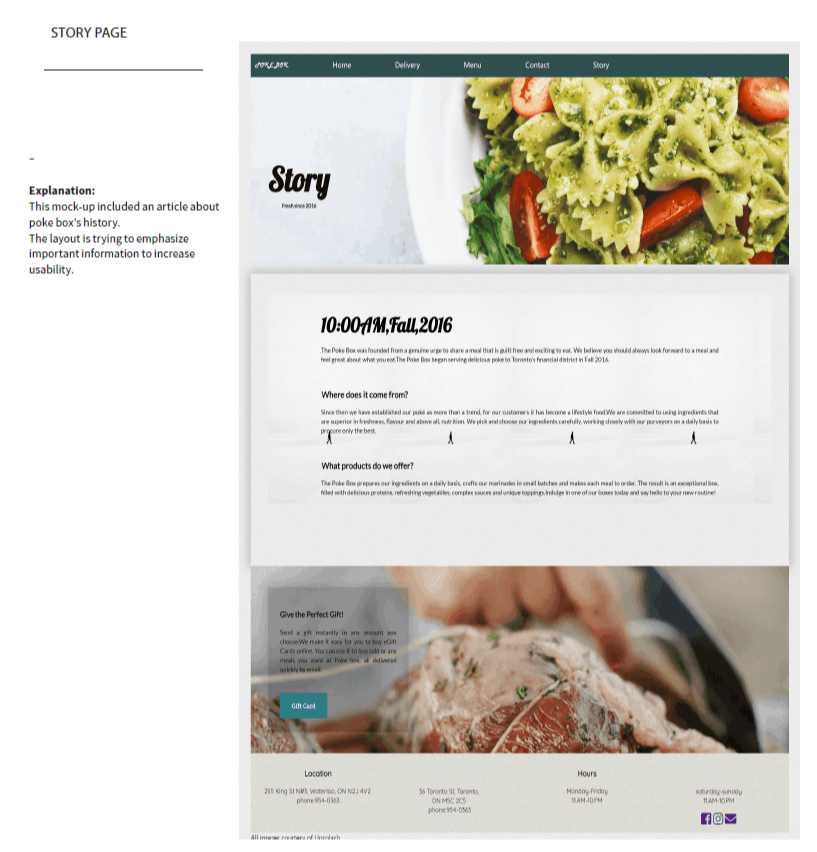 STORY PAGE
POKE BOX Home Delivery Menu Contact Story
–
Explanation:
This mock-up included an article about
poke box's history.
The layout is trying to emphasize
important information to increase
usability.
Story
Fresh since 2016
10:00AM,Fall,2016
The Poke Box was founded from a genuine urge to share a meal that is guilt free and exciting to eat. We believe you should always look forward to a meal and
feel great about what you eat.The Poke Box began serving delicious poke to Toronto's financial district in Fall 2016.
Where does it come from?
Since then we have established our poké as more than a trend, for our customers it has become a lifestyle food.We are committed to using ingredients that
are superior in freshness, flavour and above all, nutrition. We pick and choose our ingredients carefully, working closely with our purveyors on a daily basis to
procure only the best.
What products do we offer?
The Poke Box prepares our ingredients on a daily basis, crafts our marinades in small batches and makes each meal to order. The result is an exceptional box,
filled with delicious proteins, refreshing vegetables, complex sauces and unique toppings.Indulge in one of our boxes today and say hello to your new routine!
Give the Perfect Gift!
Send a gift instantly in any amount you
choose.We make it easy for you to buy eGift
Cards online. You can use it to buy sold or any
meals you want at Poke box, all delivered
quickly by email.
Gift Card
Location Hours
255 King St N#3, Waterloo, ON N2J 4V2 36 Toronto St, Toronto, Monday-Friday saturday-sunday
phone:954-0363 ON M5C 2C5 11AM-10PM 11AM-10PM
phone:954-0363
All images courtesy of Unsplash